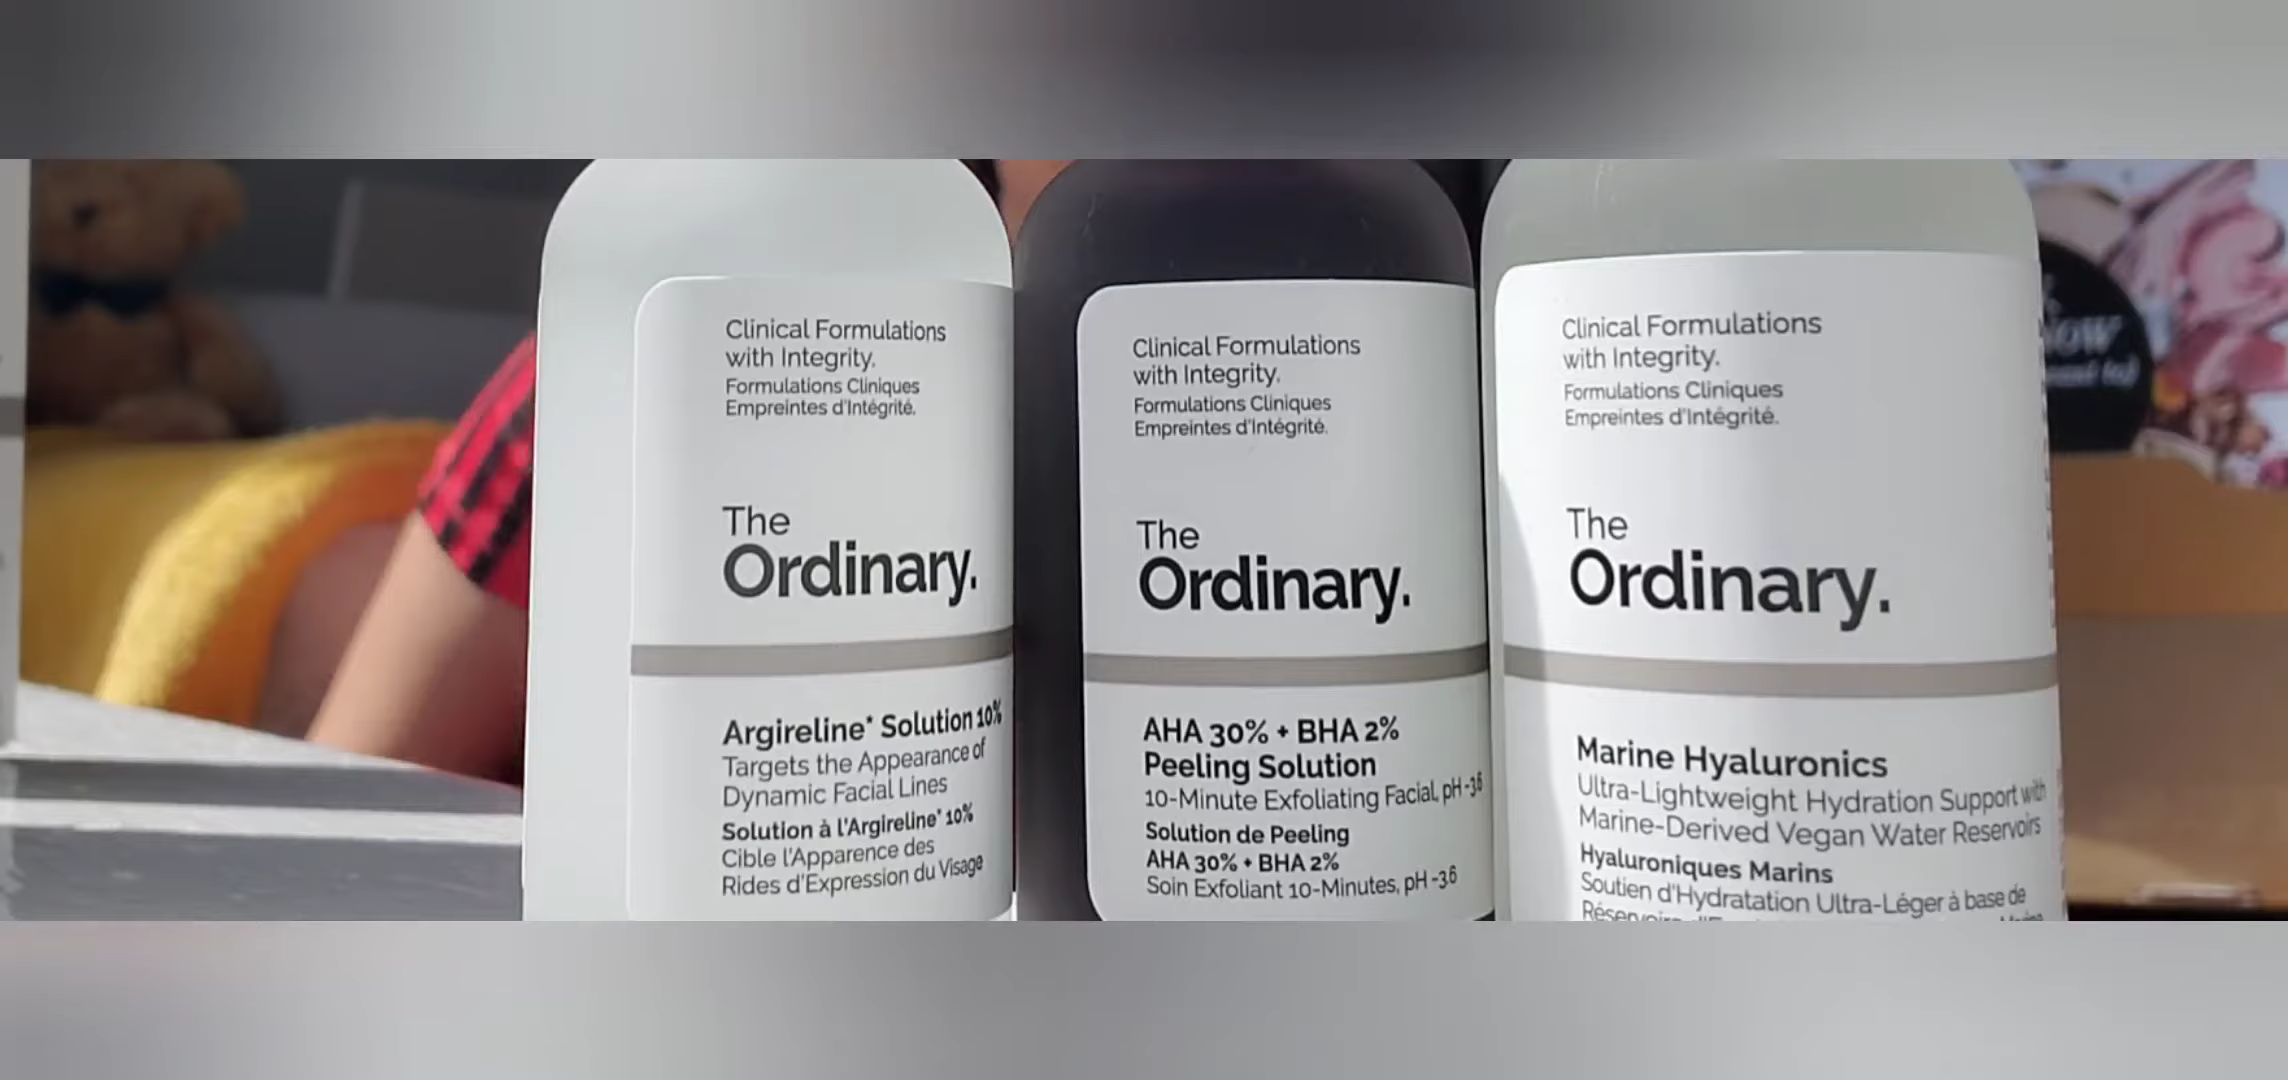 Clinical Formulations
with Integrity.
Formulations Cliniques
Empreintes d'Intégrité.
The
Ordinary.
Argireline* Solution 10%
Targets the Appearance of
Dynamic Facial Lines
Solution à l'Argireline* 10%
Cible l'Apparence des
Rides d'Expression du Visage
Clinical Formulations
with Integrity.
Formulations Cliniques
Empreintes d'Intégrité.
The
Ordinary.
AHA 30% + BHA 2%
Peeling Solution
10-Minute Exfoliating Facial, pH ~3.6
Solution de Peeling
AHA 30% + BHA 2%
Soin Exfoliant 10-Minutes, pH ~3.6
Clinical Formulations
with Integrity.
Formulations Cliniques
Empreintes d'Intégrité.
The
Ordinary.
Marine Hyaluronics
Ultra-Lightweight Hydration Support with
Marine-Derived Vegan Water Reservoirs
Hyaluroniques Marins
Soutien d'Hydratation Ultra-Léger à base de